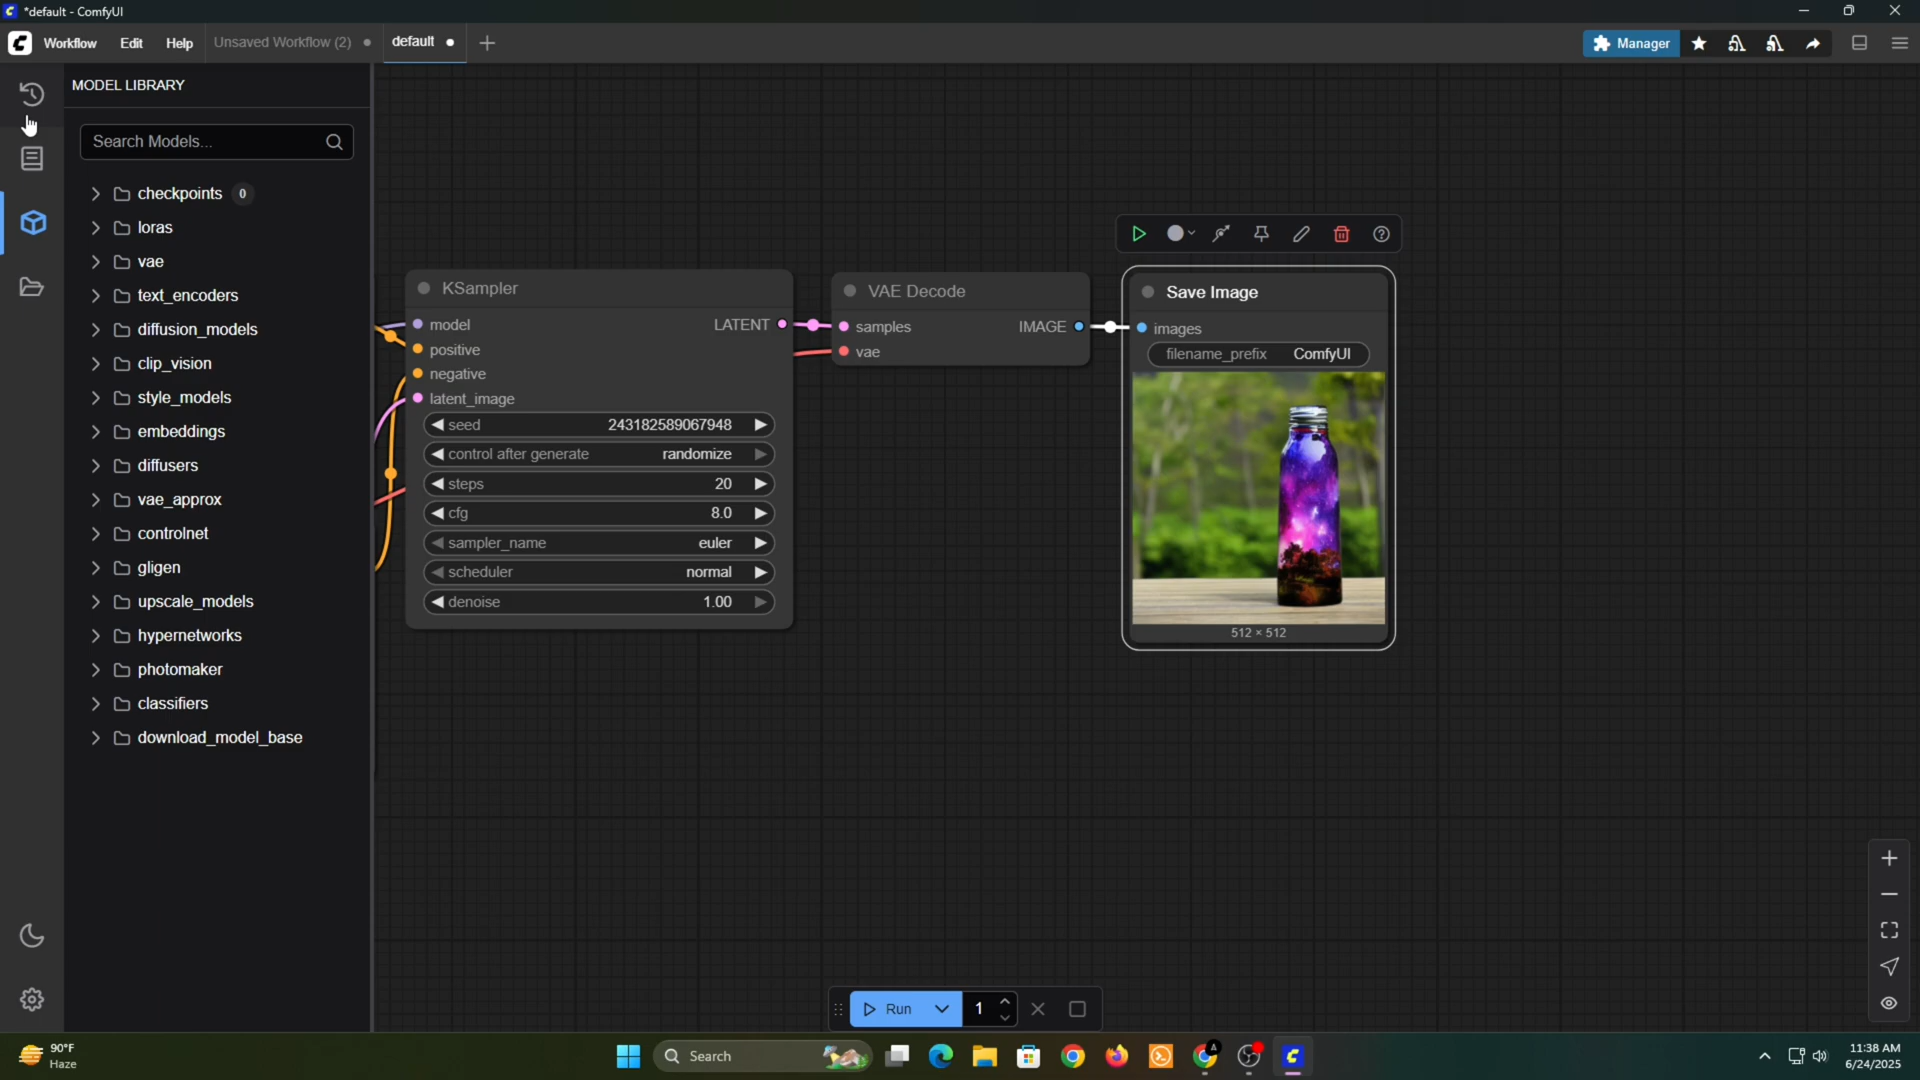 *default - ComfyUI
Workflow Edit Help Unsaved Workflow (2) default Manager
MODEL LIBRARY
Search Models...
checkpoints 0
loras
vae
text_encoders
diffusion_models
clip_vision
style_models
embeddings
diffusers
vae_approx
controlnet
gligen
upscale_models
hypernetworks
photomaker
classifiers
download_model_base
KSampler
model LATENT
positive
negative
latent_image
seed 243182589067948
control after generate randomize
steps 20
cfg 8.0
sampler_name euler
scheduler normal
denoise 1.00
VAE Decode
samples IMAGE
vae
Save Image
images
filename_prefix ComfyUI
512 × 512
Run 1
90°F
Haze
Search
11:38 AM
6/24/2025